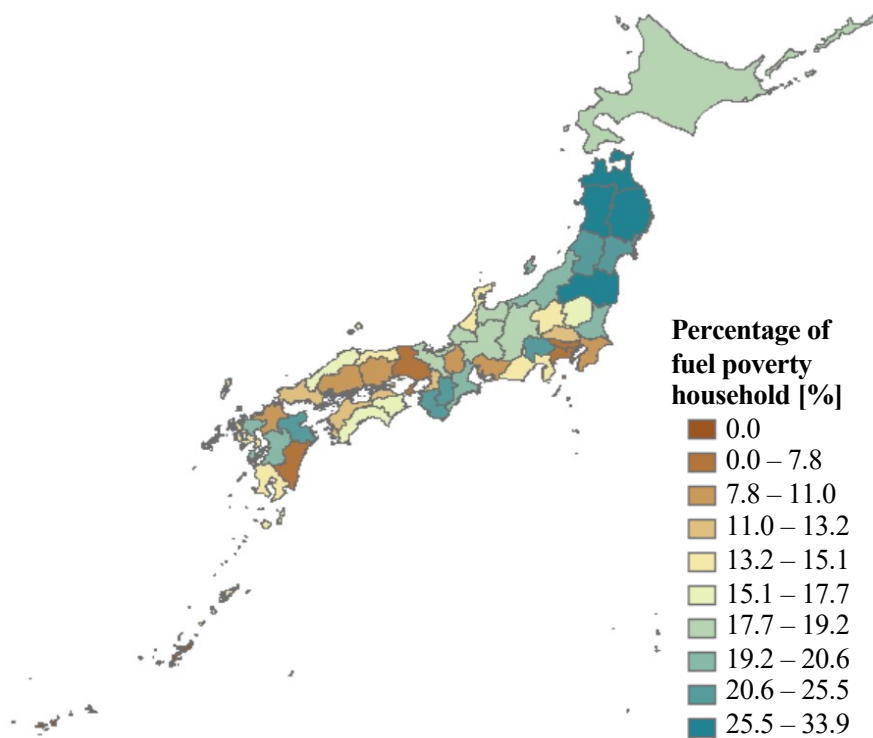 Percentage of
fuel poverty
household [%]
0.0
0.0 – 7.8
7.8 – 11.0
11.0 – 13.2
13.2 – 15.1
15.1 – 17.7
17.7 – 19.2
19.2 – 20.6
20.6 – 25.5
25.5 – 33.9